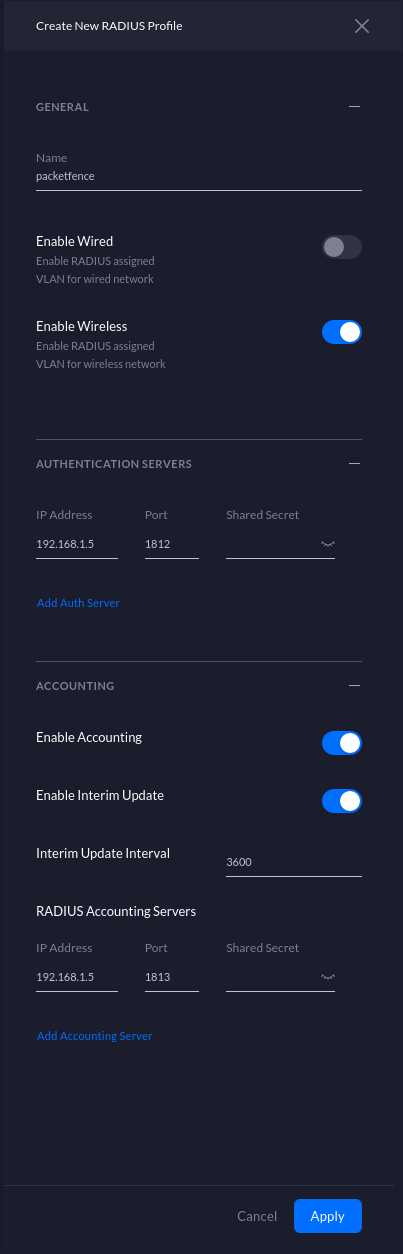 Create New RADIUS Profile
GENERAL
Name
packetfence
Enable Wired
Enable RADIUS assigned
VLAN for wired network
Enable Wireless
Enable RADIUS assigned
VLAN for wireless network
AUTHENTICATION SERVERS
IP Address Port Shared Secret
192.168.1.5 1812
Add Auth Server
ACCOUNTING
Enable Accounting
Enable Interim Update
Interim Update Interval
3600
RADIUS Accounting Servers
IP Address Port Shared Secret
192.168.1.5 1813
Add Accounting Server
Cancel Apply